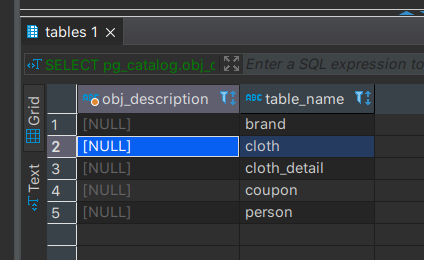 tables 1
SELECT pg_catalog.obj_d
Enter a SQL expression to
Grid
Text
obj_description table_name
1 [NULL] brand
2 [NULL] cloth
3 [NULL] cloth_detail
4 [NULL] coupon
5 [NULL] person